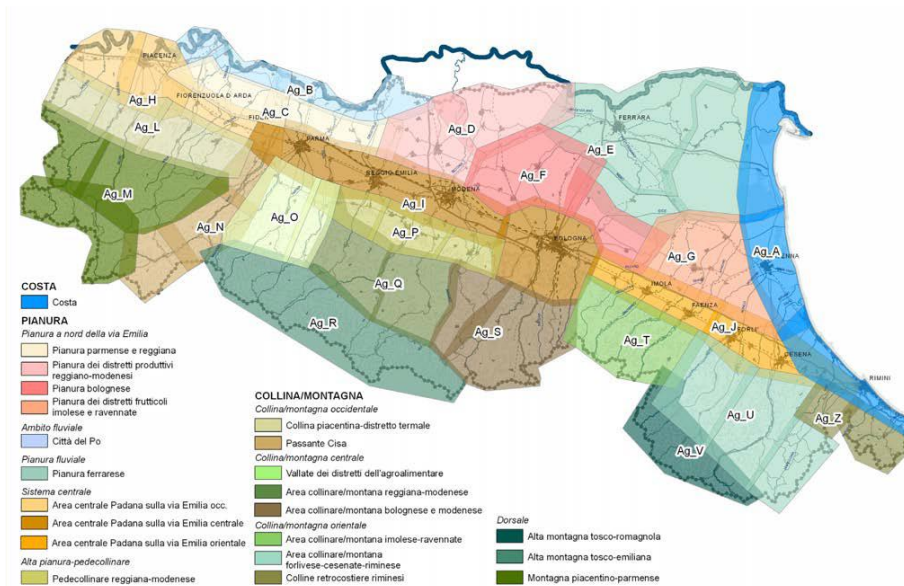 PIACENZA
Ag_B
Ag_H
FIORENZUOLA D'ARDA
Ag_C
Ag_L
PARMA
Ag_D
FERRARA
Ag_E
REGGIO EMILIA
MODENA
Ag_F
Ag_M
Ag_N
Ag_O
Ag_I
Ag_P
BOLOGNA
Ag_G
Ag_A
Ag_Q
IMOLA
FAENZA
Ag_R
Ag_S
Ag_T
Ag_J
CESENA
RIMINI
Ag_U
Ag_Z
Ag_V
COSTA
Costa
PIANURA
Pianura a nord della via Emilia
Pianura parmense e reggiana
Pianura dei distretti produttivi
reggiano-modenesi
Pianura bolognese
Pianura dei distretti frutticoli
imolese e ravennate
Ambito fluviale
Città del Po
Pianura fluviale
Pianura ferrarese
Sistema centrale
Area centrale Padana sulla via Emilia occ.
Area centrale Padana sulla via Emilia centrale
Area centrale Padana sulla via Emilia orientale
Alta pianura-pedecollinare
Pedecollinare reggiana-modenese
COLLINA/MONTAGNA
Collina/montagna occidentale
Collina piacentina-distretto termale
Passante Cisa
Collina/montagna centrale
Vallate dei distretti dell'agroalimentare
Area collinare/montana reggiana-modenese
Area collinare/montana bolognese e modenese
Collina/montagna orientale
Area collinare/montana imolese-ravennate
Area collinare/montana
forlivese-cesenate-riminese
Colline retrocostiere riminesi
Dorsale
Alta montagna tosco-romagnola
Alta montagna tosco-emiliana
Montagna piacentino-parmense